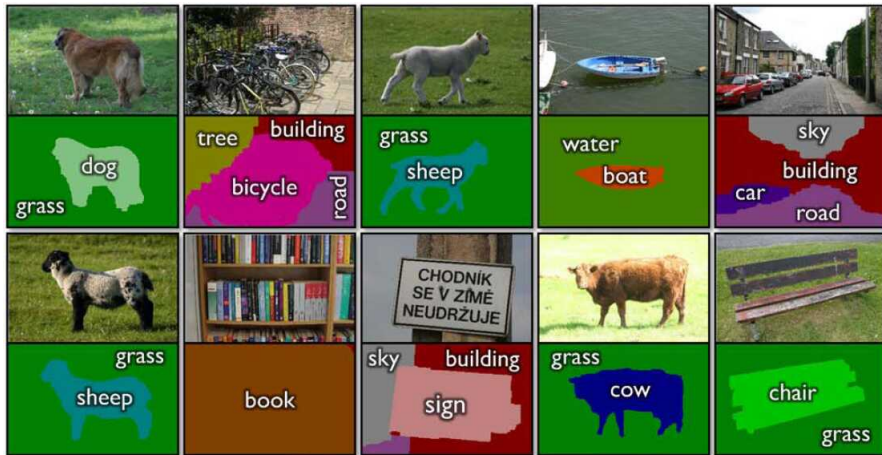 dog
grass
tree
building
bicycle
road
grass
sheep
water
boat
sky
building
car
road
CHODNÍK
SE V ZIMĚ
NEUDRŽUJE
grass
sheep
book
sky
building
sign
grass
cow
chair
grass